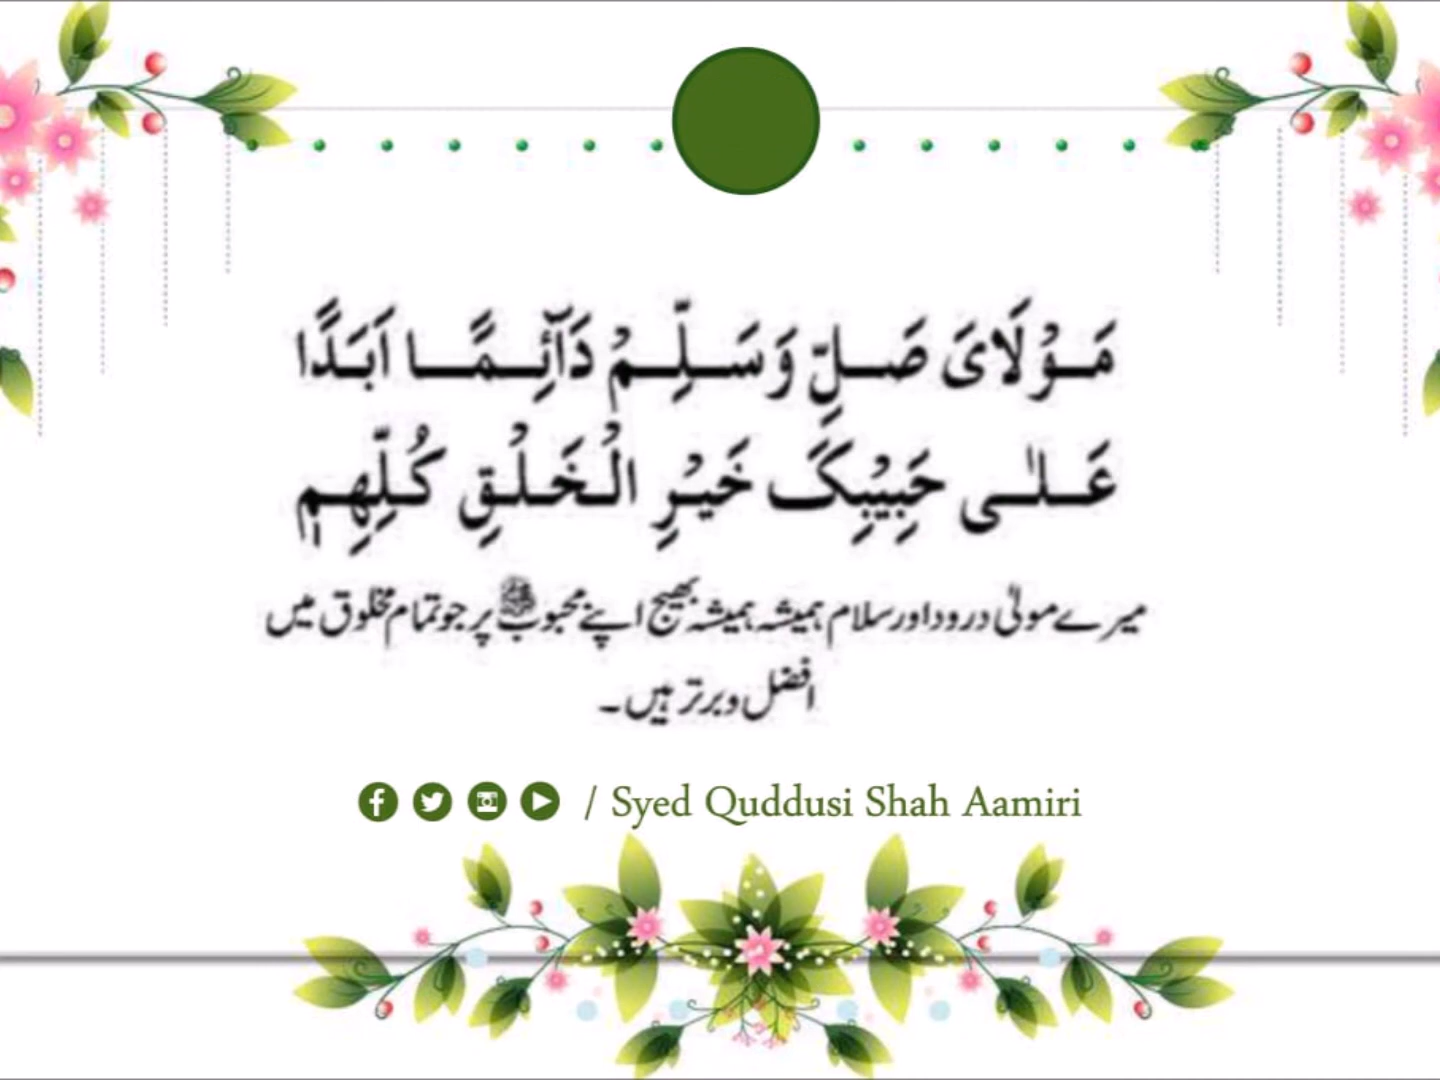 مَوْلَایَ صَلِّ وَسَلِّمْ دَآئِمًا اَبَدًا
عَلٰی حَبِیْبِکَ خَیْرِ الْخَلْقِ کُلِّهِمٖ
میرے مولیٰ درود اور سلام ہمیشہ ہمیشہ بھیج اپنے محبوب ﷺ پر جو تمام مخلوق میں
افضل و برتر ہیں۔
/ Syed Quddusi Shah Aamiri